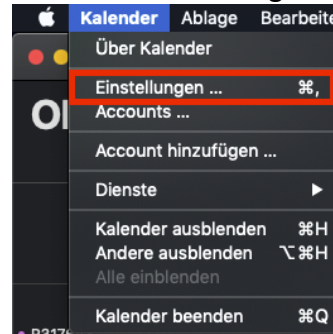 Kalender Ablage Bearbeite
Über Kalender
Einstellungen ... ⌘,
Accounts ...
Account hinzufügen ...
Dienste ▶
Kalender ausblenden ⌘H
Andere ausblenden ⌥⌘H
Alle einblenden
Kalender beenden ⌘Q